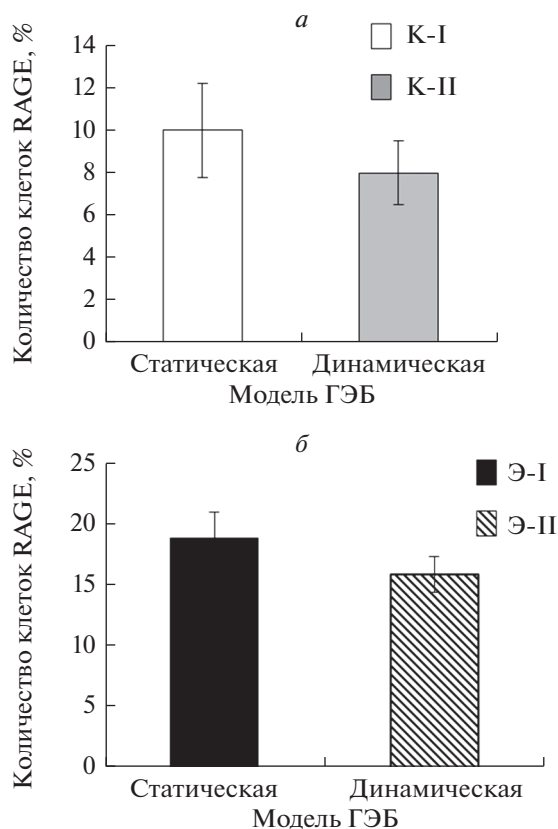 а
Количество клеток RAGE, %
14
12
10
8
6
4
2
0
К-I
К-II
Статическая Динамическая
Модель ГЭБ
б
Количество клеток RAGE, %
25
20
15
10
5
0
Э-I
Э-II
Статическая Динамическая
Модель ГЭБ